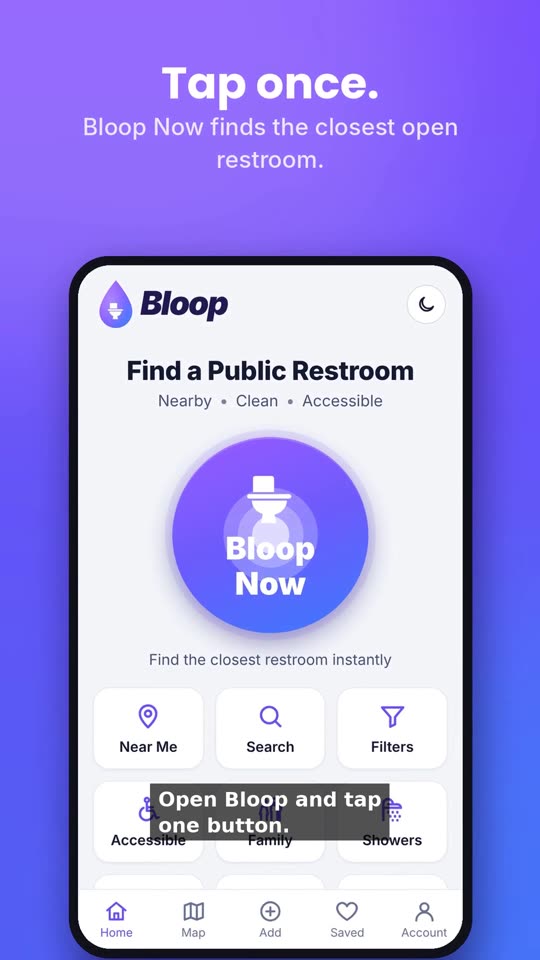 Tap once.
Bloop Now finds the closest open
restroom.
Bloop
Find a Public Restroom
Nearby • Clean • Accessible
Bloop
Now
Find the closest restroom instantly
Near Me
Search
Filters
Open Bloop and tap
one button.
Accessible
Family
Showers
Home
Map
Add
Saved
Account